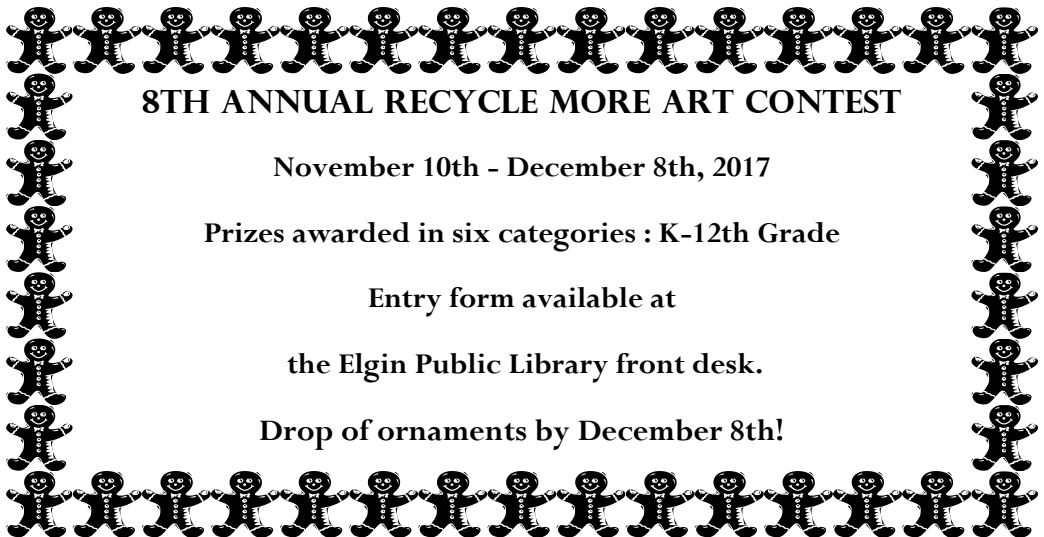 8TH ANNUAL RECYCLE MORE ART CONTEST
November 10th - December 8th, 2017
Prizes awarded in six categories : K-12th Grade
Entry form available at
the Elgin Public Library front desk.
Drop of ornaments by December 8th!